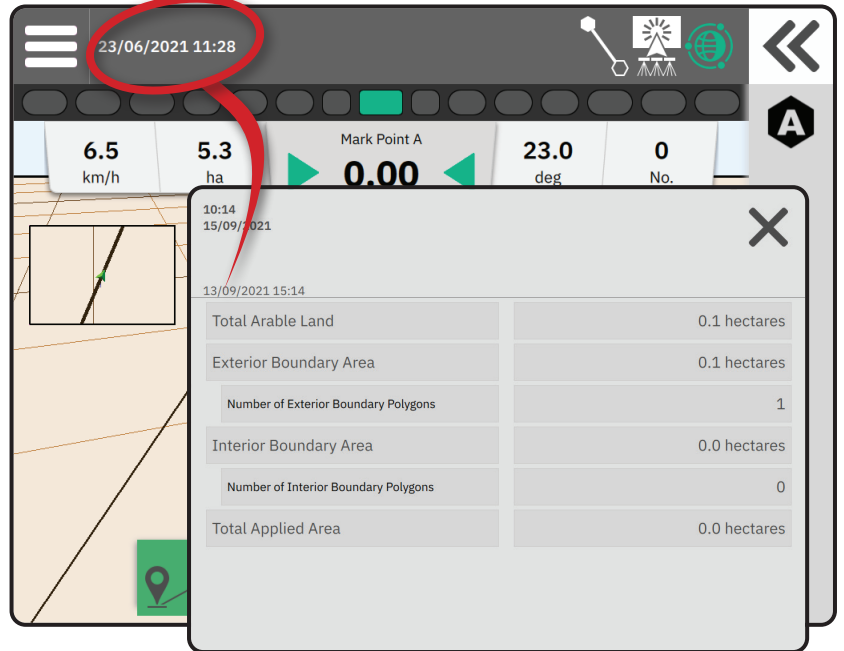 23/06/2021 11:28
A
6.5 5.3 Mark Point A 23.0 0
km/h ha 0.00 deg No.
10:14
15/09/2021
13/09/2021 15:14
Total Arable Land 0.1 hectares
Exterior Boundary Area 0.1 hectares
Number of Exterior Boundary Polygons 1
Interior Boundary Area 0.0 hectares
Number of Interior Boundary Polygons 0
Total Applied Area 0.0 hectares